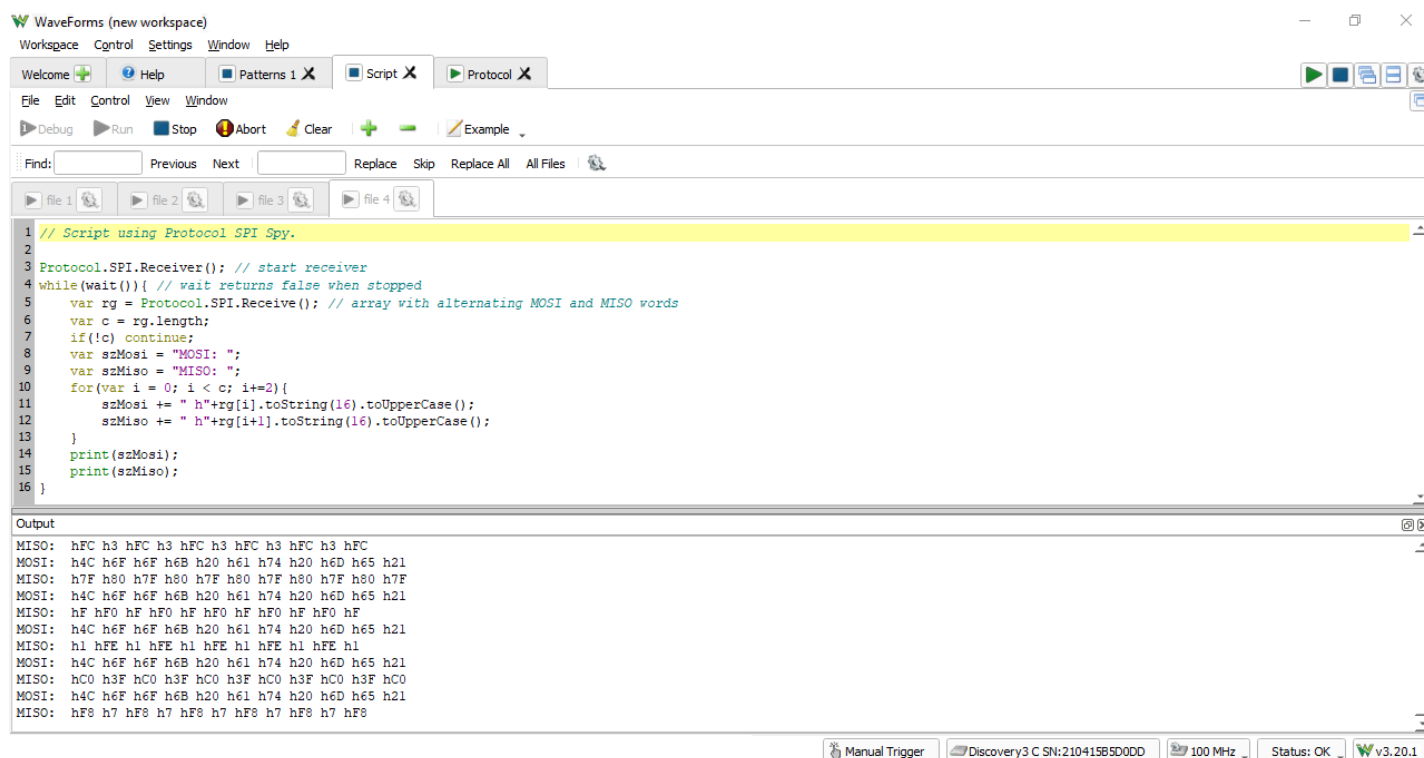 WaveForms (new workspace)
Workspace Control Settings Window Help
Welcome Help Patterns 1 Script Protocol
File Edit Control View Window
Debug Run Stop Abort Clear Example
Find: Previous Next Replace Skip Replace All All Files
file 1 file 2 file 3 file 4
1 // Script using Protocol SPI Spy.
2
3 Protocol.SPI.Receiver(); // start receiver
4 while(wait()){ // wait returns false when stopped
5 var rg = Protocol.SPI.Receive(); // array with alternating MOSI and MISO words
6 var c = rg.length;
7 if(!c) continue;
8 var szMosi = "MOSI: ";
9 var szMiso = "MISO: ";
10 for(var i = 0; i < c; i+=2){
11 szMosi += " h"+rg[i].toString(16).toUpperCase();
12 szMiso += " h"+rg[i+1].toString(16).toUpperCase();
13 }
14 print(szMosi);
15 print(szMiso);
16 }
Output
MISO: hFC h3 hFC h3 hFC h3 hFC h3 hFC h3 hFC
MOSI: h4C h6F h6F h6B h20 h61 h74 h20 h6D h65 h21
MISO: h7F h80 h7F h80 h7F h80 h7F h80 h7F h80 h7F
MOSI: h4C h6F h6F h6B h20 h61 h74 h20 h6D h65 h21
MISO: hF hF0 hF hF0 hF hF0 hF hF0 hF hF0 hF
MOSI: h4C h6F h6F h6B h20 h61 h74 h20 h6D h65 h21
MISO: h1 hFE h1 hFE h1 hFE h1 hFE h1 hFE h1
MOSI: h4C h6F h6F h6B h20 h61 h74 h20 h6D h65 h21
MISO: hC0 h3F hC0 h3F hC0 h3F hC0 h3F hC0 h3F hC0
MOSI: h4C h6F h6F h6B h20 h61 h74 h20 h6D h65 h21
MISO: hF8 h7 hF8 h7 hF8 h7 hF8 h7 hF8 h7 hF8
Manual Trigger Discovery3 C SN:210415B5D0DD 100 MHz Status: OK v3.20.1